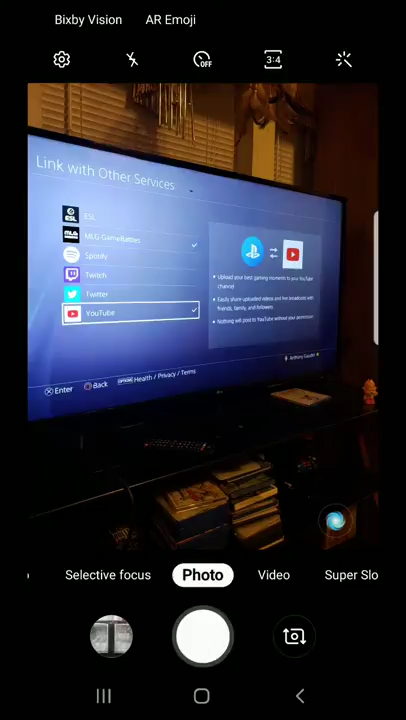 Bixby Vision
AR Emoji
OFF
3:4
Link with Other Services
ESL
ESL
MLG
MLG GameBattles
Spotify
Twitch
Twitter
YouTube
Upload your best gaming moments to your YouTube
channel
Easily share uploaded videos and live broadcasts with
friends, family, and followers.
Nothing will post to YouTube without your permission.
Enter
Back
OPTIONS Health / Privacy / Terms
Selective focus
Photo
Video
Super Slo